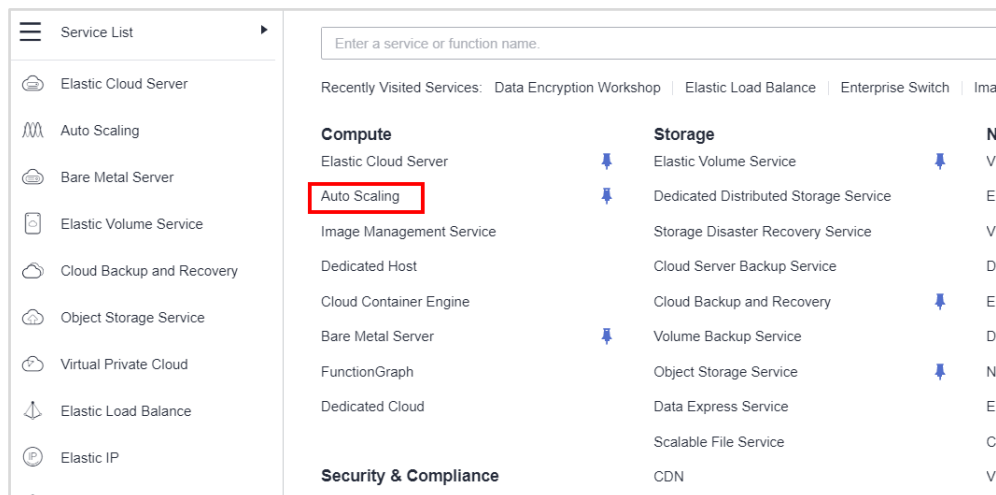 Service List
Elastic Cloud Server
Auto Scaling
Bare Metal Server
Elastic Volume Service
Cloud Backup and Recovery
Object Storage Service
Virtual Private Cloud
Elastic Load Balance
Elastic IP
Enter a service or function name.
Recently Visited Services: Data Encryption Workshop | Elastic Load Balance | Enterprise Switch |
Compute
Elastic Cloud Server
Auto Scaling
Image Management Service
Dedicated Host
Cloud Container Engine
Bare Metal Server
FunctionGraph
Dedicated Cloud
Security & Compliance
Storage
Elastic Volume Service
Dedicated Distributed Storage Service
Storage Disaster Recovery Service
Cloud Server Backup Service
Cloud Backup and Recovery
Volume Backup Service
Object Storage Service
Data Express Service
Scalable File Service
CDN